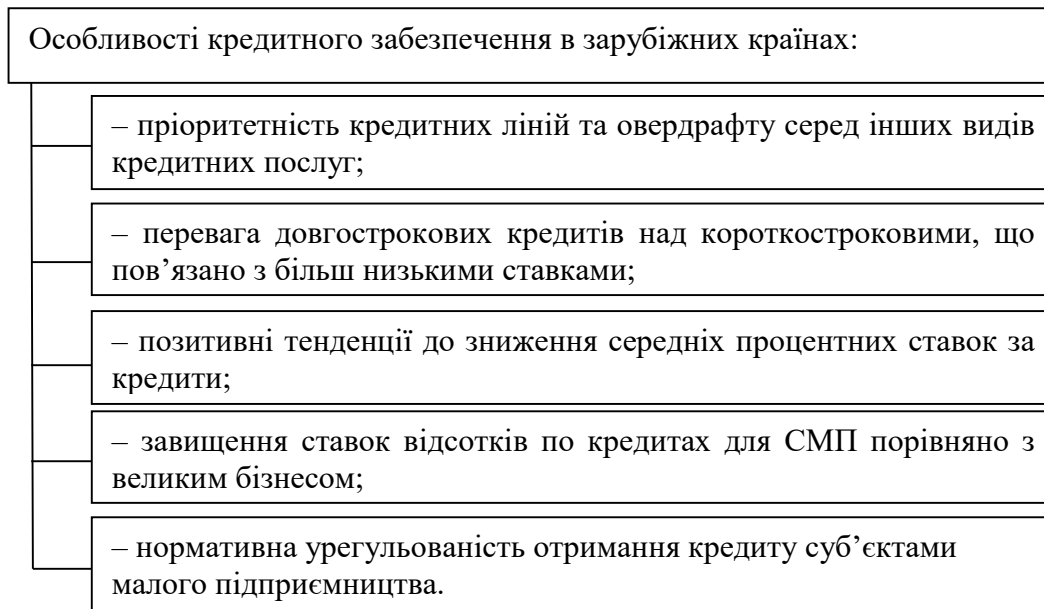 Особливості кредитного забезпечення в зарубіжних країнах:
– пріоритетність кредитних ліній та овердрафту серед інших видів
кредитних послуг;
– перевага довгострокових кредитів над короткостроковими, що
пов’язано з більш низькими ставками;
– позитивні тенденції до зниження середніх процентних ставок за
кредити;
– завищення ставок відсотків по кредитах для СМП порівняно з
великим бізнесом;
– нормативна урегульованість отримання кредиту суб’єктами
малого підприємництва.